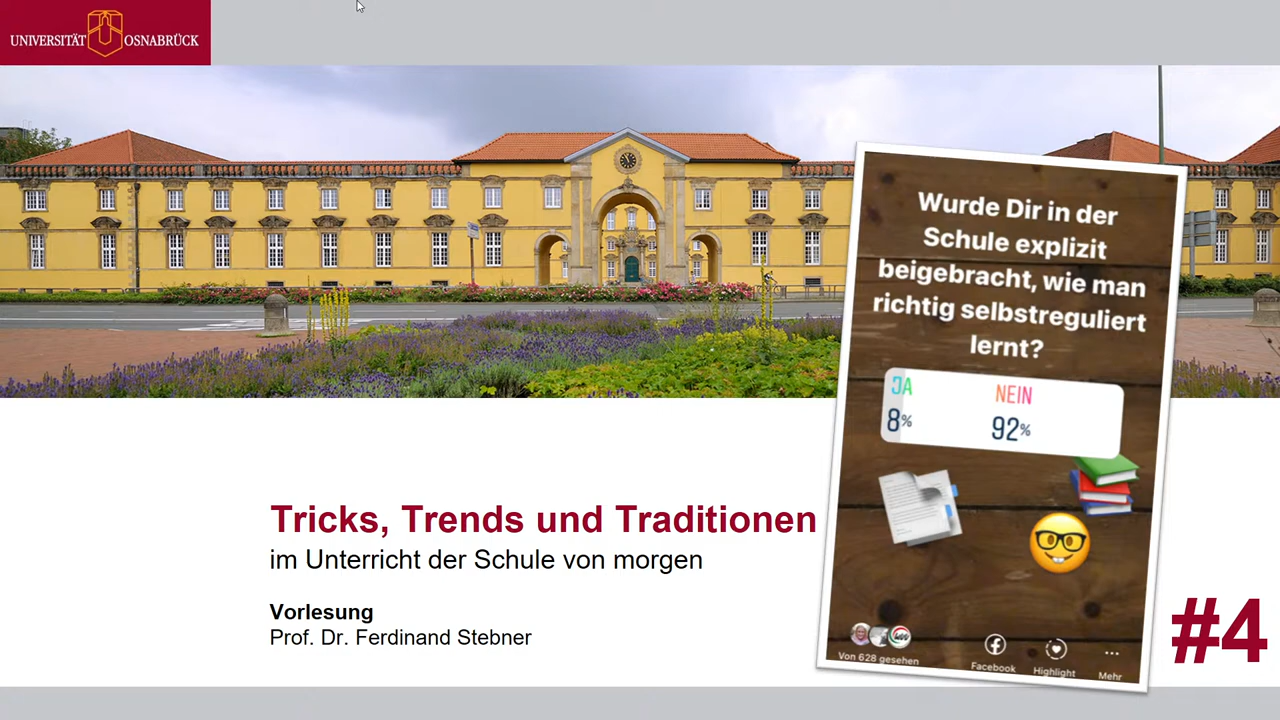 UNIVERSITÄT OSNABRÜCK
Wurde Dir in der
Schule explizit
beigebracht, wie man
richtig selbstreguliert
lernt?
JA NEIN
8% 92%
Tricks, Trends und Traditionen
im Unterricht der Schule von morgen
Vorlesung
Prof. Dr. Ferdinand Stebner
#4
Von 628 gesehen
Facebook
Highlight
Mehr